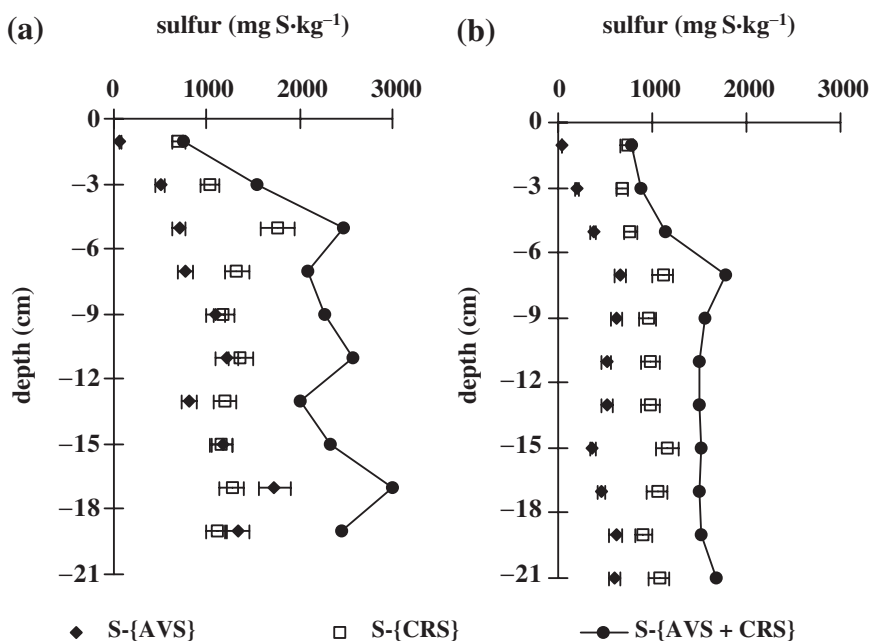 (a) sulfur (mg S·kg⁻¹)
0 1000 2000 3000
0
−3
−6
−9
−12
−15
−18
−21
depth (cm)
(b) sulfur (mg S·kg⁻¹)
0 1000 2000 3000
0
−3
−6
−9
−12
−15
−18
−21
depth (cm)
S-{AVS} S-{CRS} S-{AVS + CRS}